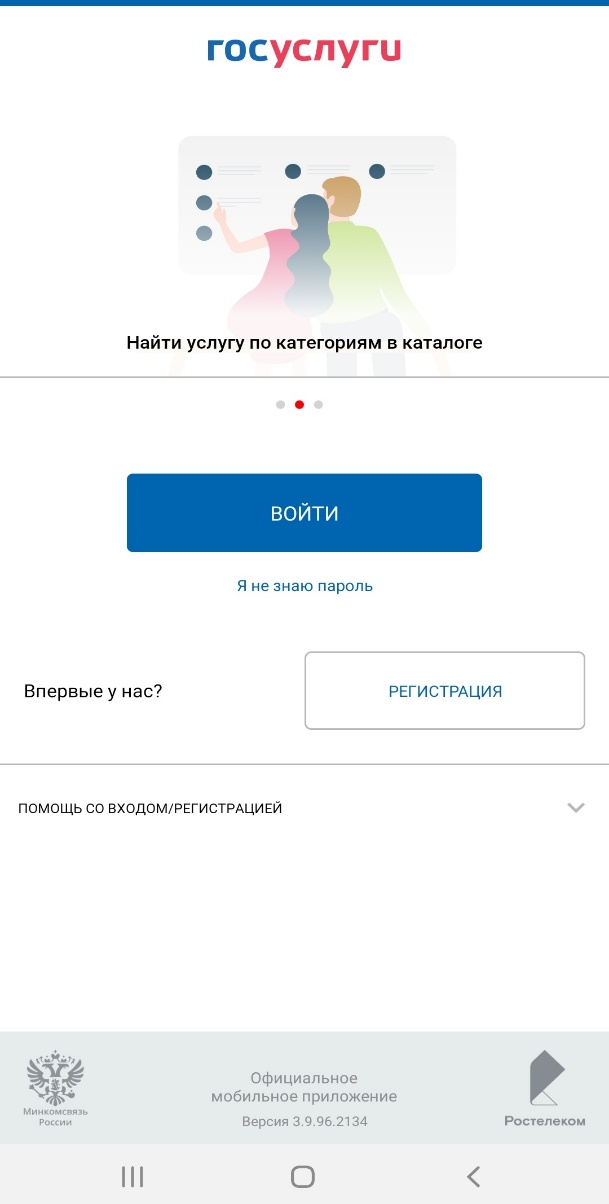 госуслуги
Найти услугу по категориям в каталоге
ВОЙТИ
Я не знаю пароль
Впервые у нас?
РЕГИСТРАЦИЯ
ПОМОЩЬ СО ВХОДОМ/РЕГИСТРАЦИЕЙ
Минкомсвязь
России
Официальное
мобильное приложение
Версия 3.9.96.2134
Ростелеком